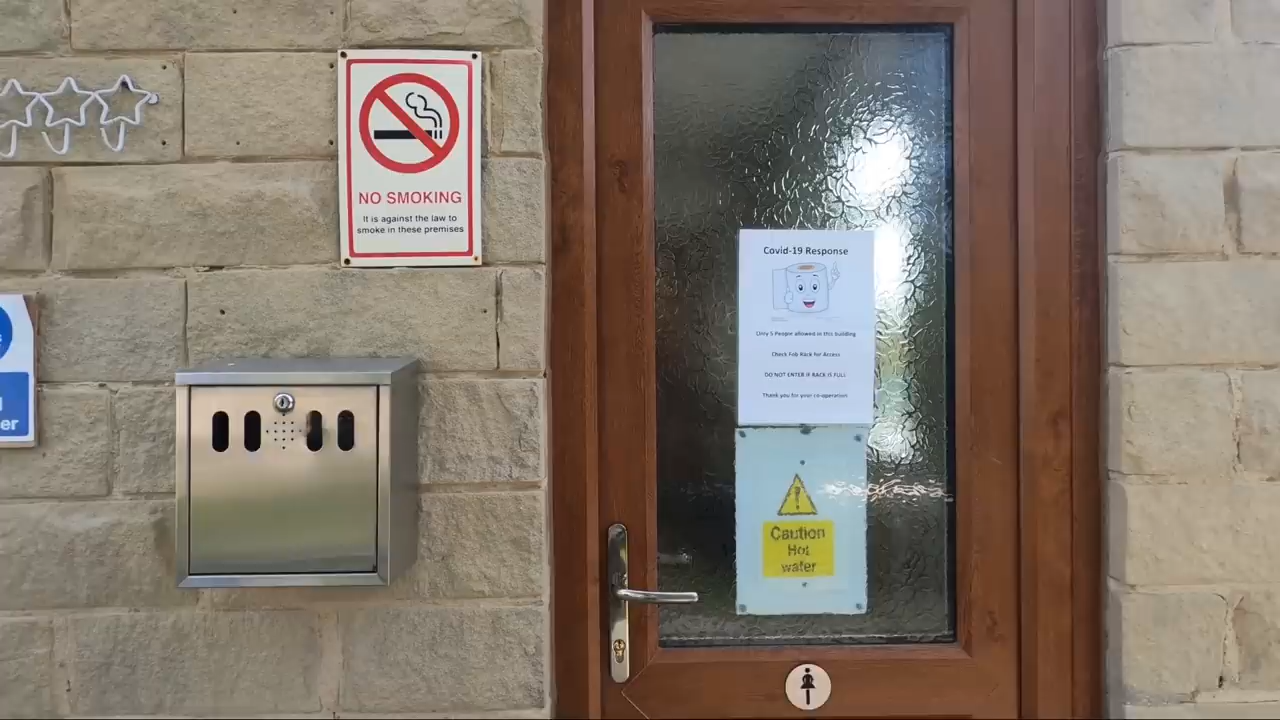 NO SMOKING
It is against the law to
smoke in these premises
er
Covid-19 Response
Only 5 People allowed in this building
Check Fob Rack for Access
DO NOT ENTER IF RACK IS FULL
Thank you for your co-operation
Caution
Hot
water